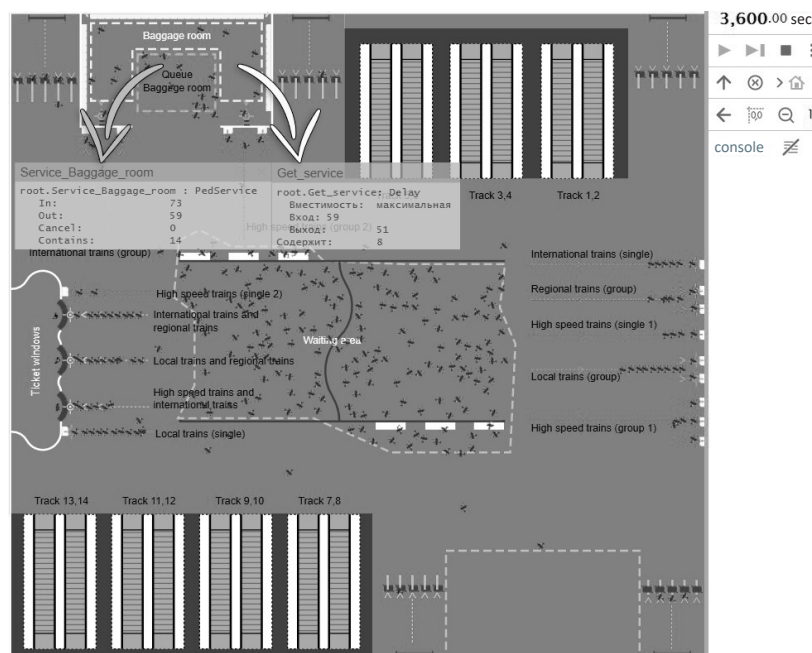 3,600.00 sec
Baggage room
Queue
Baggage room
console
Service_Baggage_room
root.Service_Baggage_room : PedService
In: 73
Out: 59
Cancel: 0
Contains: 14
Get_service
root.Get_service: Delay
Вместимость: максимальная
Вход: 59
Выход: 51
Содержит: 8
Track 3,4
Track 1,2
High speed trains (group 2)
International trains (group)
International trains (single)
High speed trains (single 2)
Regional trains (group)
International trains and
regional trains
High speed trains (single 1)
Waiting area
Ticket windows
Local trains and regional trains
Local trains (group)
High speed trains and
international trains
Local trains (single)
High speed trains (group 1)
Track 13,14
Track 11,12
Track 9,10
Track 7,8